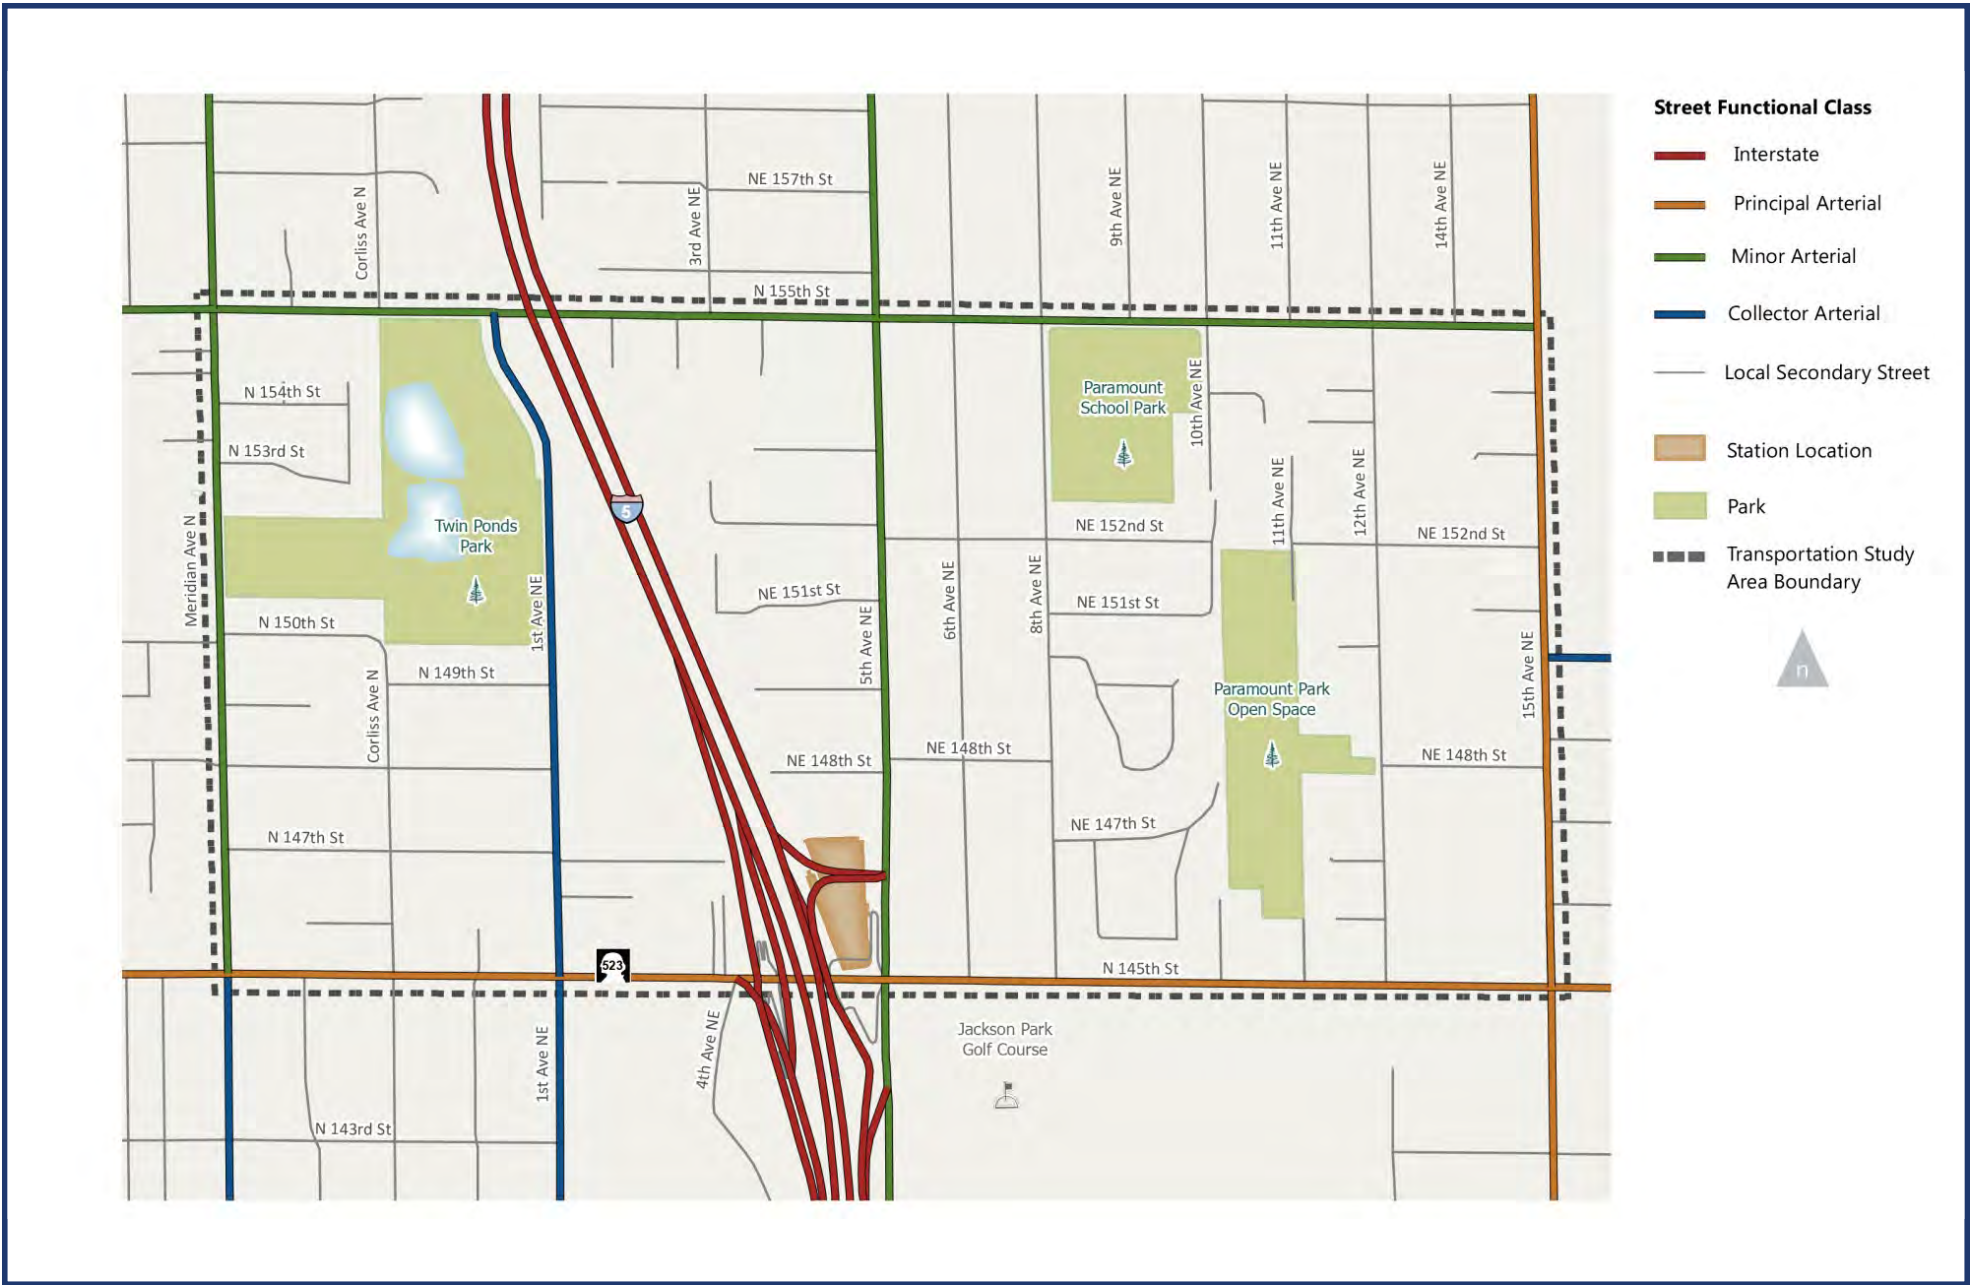 Street Functional Class
Interstate
Principal Arterial
Minor Arterial
Collector Arterial
Local Secondary Street
Station Location
Park
Transportation Study
Area Boundary
n
Corliss Ave N
3rd Ave NE
NE 157th St
9th Ave NE
11th Ave NE
14th Ave NE
N 155th St
N 154th St
N 153rd St
Meridian Ave N
Twin Ponds
Park
1st Ave NE
5
Paramount
School Park
10th Ave NE
11th Ave NE
12th Ave NE
NE 152nd St
NE 152nd St
NE 151st St
5th Ave NE
6th Ave NE
8th Ave NE
NE 151st St
15th Ave NE
N 150th St
N 149th St
Corliss Ave N
Paramount Park
Open Space
NE 148th St
NE 148th St
NE 148th St
N 147th St
NE 147th St
523
N 145th St
1st Ave NE
4th Ave NE
Jackson Park
Golf Course
N 143rd St